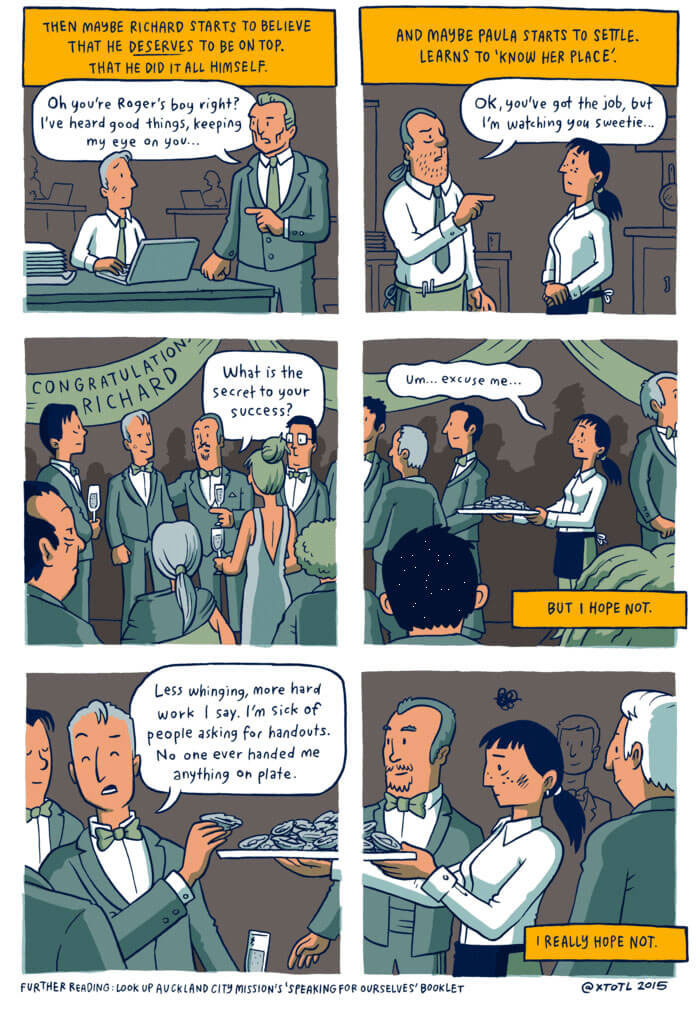 THEN MAYBE RICHARD STARTS TO BELIEVE
THAT HE DESERVES TO BE ON TOP.
THAT HE DID IT ALL HIMSELF.
Oh you're Roger's boy right?
I've heard good things, keeping
my eye on you...
AND MAYBE PAULA STARTS TO SETTLE.
LEARNS TO 'KNOW HER PLACE'.
OK, you've got the job, but
I'm watching you sweetie...
CONGRATULATION
RICHARD
What is the
secret to your
success?
Um... excuse me...
BUT I HOPE NOT.
Less whinging, more hard
work I say. I'm sick of
people asking for handouts.
No one ever handed me
anything on plate.
I REALLY HOPE NOT.
FURTHER READING: LOOK UP AUCKLAND CITY MISSION'S 'SPEAKING FOR OURSELVES' BOOKLET
@XTOTL 2015